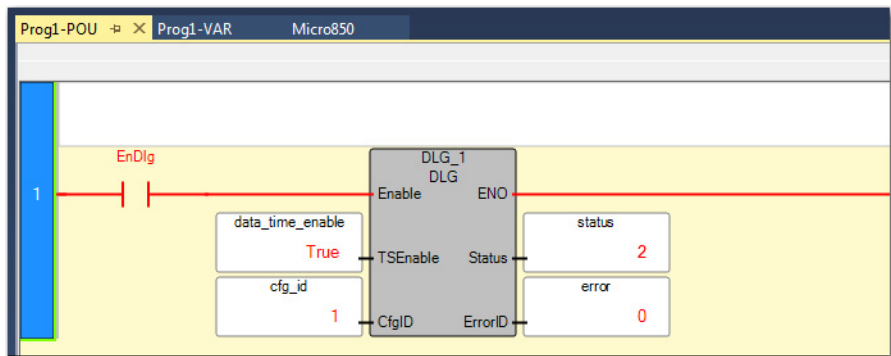 Prog1-POU Prog1-VAR Micro850
EnDlg
1
DLG_1
DLG
Enable ENO
data_time_enable
True
TSEnable Status
status
2
cfg_id
1
CfgID ErrorID
error
0